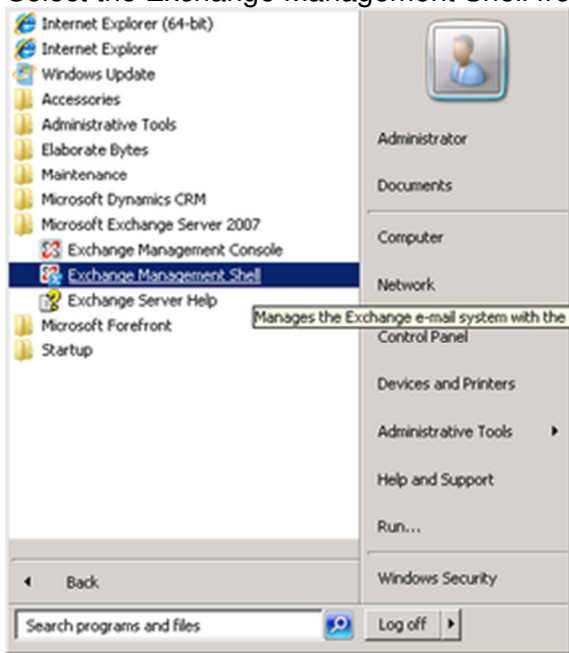 Select the Exchange Management Shell fro
Internet Explorer (64-bit)
Internet Explorer
Windows Update
Accessories
Administrative Tools
Elaborate Bytes
Maintenance
Microsoft Dynamics CRM
Microsoft Exchange Server 2007
Exchange Management Console
Exchange Management Shell
Exchange Server Help
Microsoft Forefront
Startup
Manages the Exchange e-mail system with the
Back
Search programs and files
Administrator
Documents
Computer
Network
Control Panel
Devices and Printers
Administrative Tools
Help and Support
Run...
Windows Security
Log off